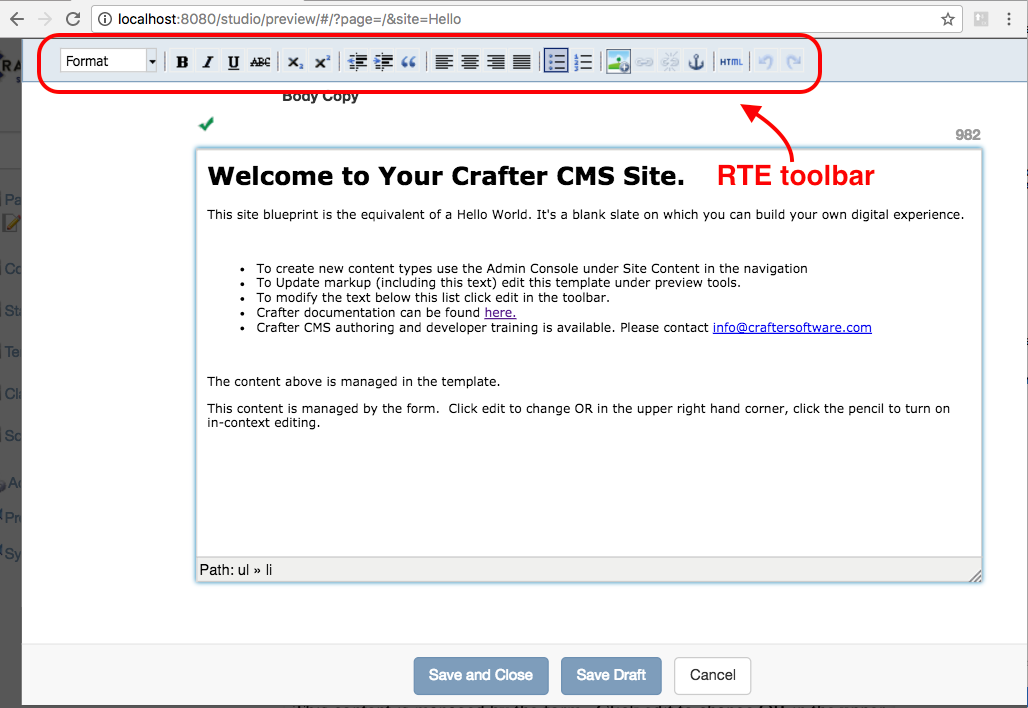 localhost:8080/studio/preview/#/?page=/&site=Hello
Format B I U ABC x₂ x² “ HTML
Body Copy
982
Welcome to Your Crafter CMS Site.
RTE toolbar
This site blueprint is the equivalent of a Hello World. It's a blank slate on which you can build your own digital experience.
• To create new content types use the Admin Console under Site Content in the navigation
• To Update markup (including this text) edit this template under preview tools.
• To modify the text below this list click edit in the toolbar.
• Crafter documentation can be found here.
• Crafter CMS authoring and developer training is available. Please contact info@craftersoftware.com
The content above is managed in the template.
This content is managed by the form.  Click edit to change OR in the upper right hand corner, click the pencil to turn on
in-context editing.
Path: ul » li
Save and Close
Save Draft
Cancel